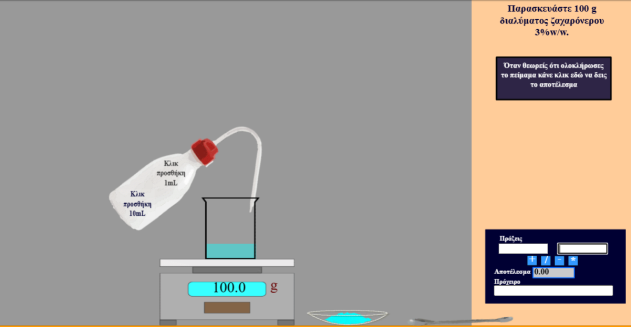 Παρασκευάστε 100 g
διαλύματος ζαχαρόνερου
3%w/w.
Όταν θεωρείς ότι ολοκλήρωσες
το πείμαμα κάνε κλικ εδώ να δεις
το αποτέλεσμα
Κλικ
προσθήκη
1mL
Κλικ
προσθήκη
10mL
100.0 g
Πράξεις
+ / - *
Αποτέλεσμα 0.00
Πρόχειρο